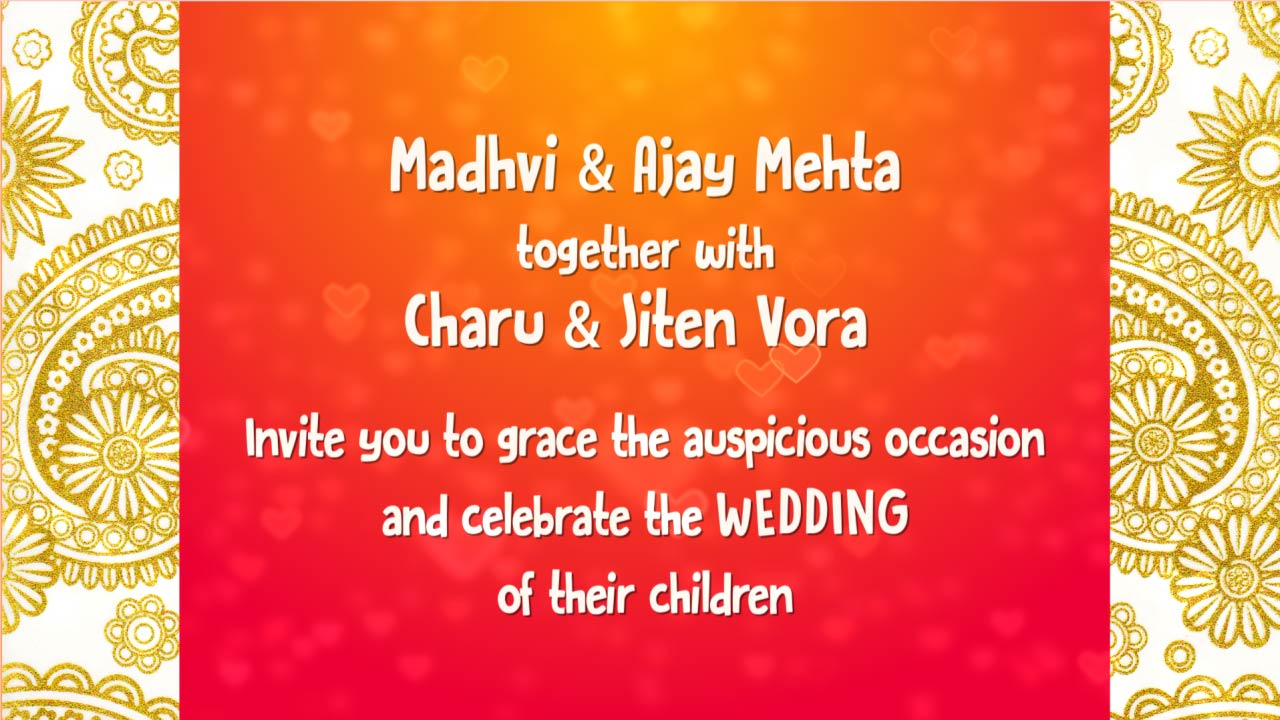 Madhvi & Ajay Mehta
together with
Charu & Jiten Vora
Invite you to grace the auspicious occasion
and celebrate the WEDDING
of their children